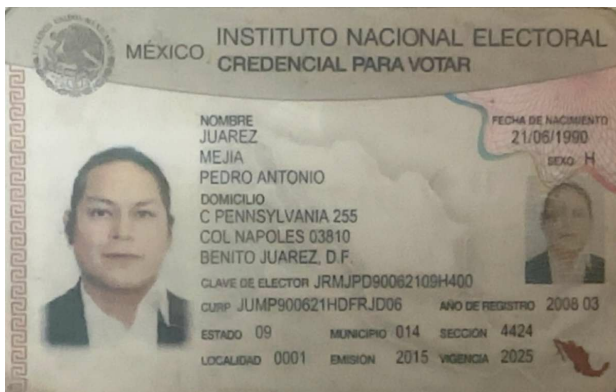 MÉXICO INSTITUTO NACIONAL ELECTORAL
CREDENCIAL PARA VOTAR
NOMBRE
JUAREZ
MEJIA
PEDRO ANTONIO
FECHA DE NACIMIENTO
21/06/1990
SEXO H
DOMICILIO
C PENNSYLVANIA 255
COL NAPOLES 03810
BENITO JUAREZ, D.F.
CLAVE DE ELECTOR JRMJPD90062109H400
CURP JUMP900621HDFRJD06 AÑO DE REGISTRO 2008 03
ESTADO 09 MUNICIPIO 014 SECCIÓN 4424
LOCALIDAD 0001 EMISIÓN 2015 VIGENCIA 2025